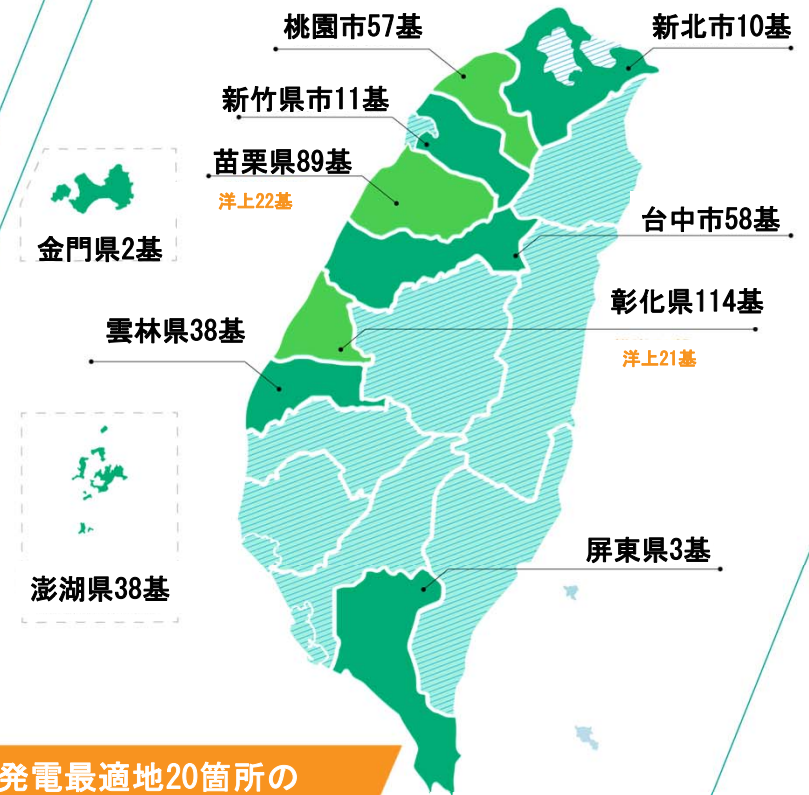 桃園市57基
新北市10基
新竹県市11基
苗栗県89基
洋上22基
金門県2基
台中市58基
彰化県114基
洋上21基
雲林県38基
澎湖県38基
屏東県3基
発電最適地20箇所の